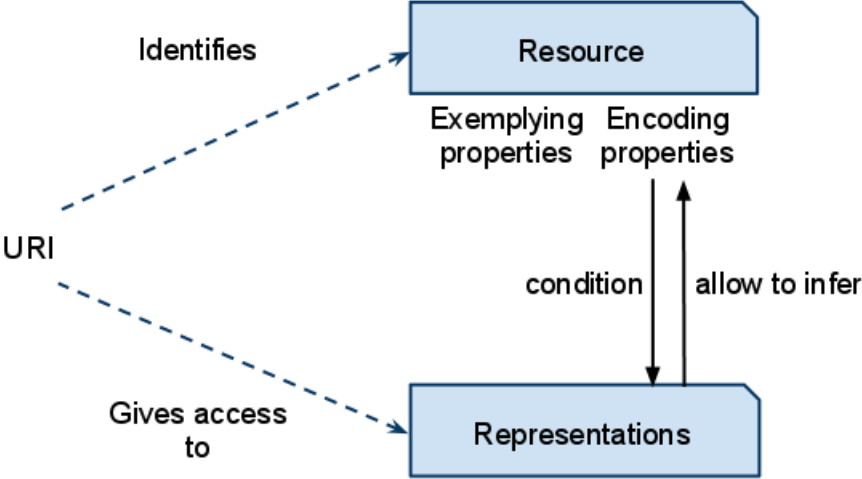 Identifies
Resource
Exemplying Encoding
properties properties
URI
condition allow to infer
Gives access
to
Representations